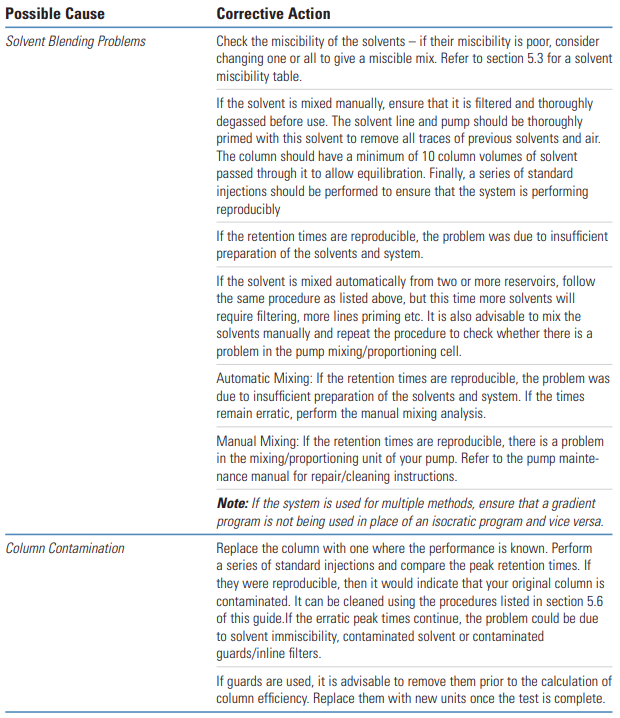 Possible Cause Corrective Action
Solvent Blending Problems Check the miscibility of the solvents – if their miscibility is poor, consider
changing one or all to give a miscible mix. Refer to section 5.3 for a solvent
miscibility table.
If the solvent is mixed manually, ensure that it is filtered and thoroughly
degassed before use. The solvent line and pump should be thoroughly
primed with this solvent to remove all traces of previous solvents and air.
The column should have a minimum of 10 column volumes of solvent
passed through it to allow equilibration. Finally, a series of standard
injections should be performed to ensure that the system is performing
reproducibly
If the retention times are reproducible, the problem was due to insufficient
preparation of the solvents and system.
If the solvent is mixed automatically from two or more reservoirs, follow
the same procedure as listed above, but this time more solvents will
require filtering, more lines priming etc. It is also advisable to mix the
solvents manually and repeat the procedure to check whether there is a
problem in the pump mixing/proportioning cell.
Automatic Mixing: If the retention times are reproducible, the problem was
due to insufficient preparation of the solvents and system. If the times
remain erratic, perform the manual mixing analysis.
Manual Mixing: If the retention times are reproducible, there is a problem
in the mixing/proportioning unit of your pump. Refer to the pump mainte-
nance manual for repair/cleaning instructions.
Note: If the system is used for multiple methods, ensure that a gradient
program is not being used in place of an isocratic program and vice versa.
Column Contamination Replace the column with one where the performance is known. Perform
a series of standard injections and compare the peak retention times. If
they were reproducible, then it would indicate that your original column is
contaminated. It can be cleaned using the procedures listed in section 5.6
of this guide.If the erratic peak times continue, the problem could be due
to solvent immiscibility, contaminated solvent or contaminated
guards/inline filters.
If guards are used, it is advisable to remove them prior to the calculation of
column efficiency. Replace them with new units once the test is complete.